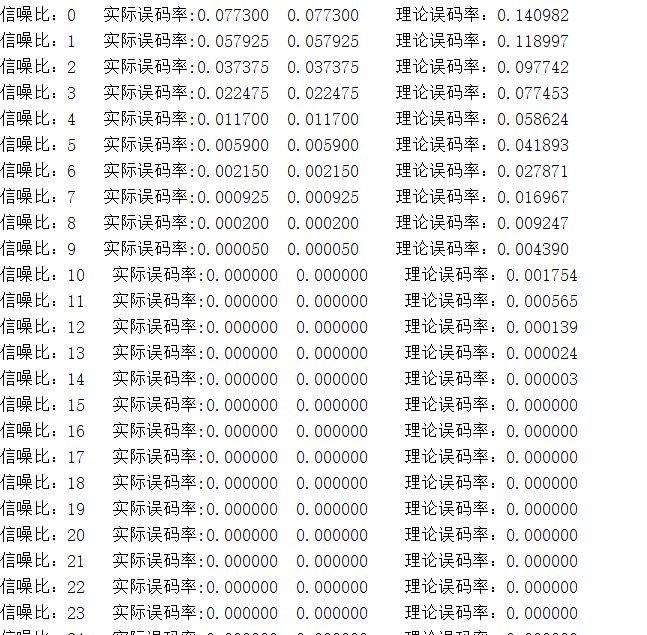 信噪比：0 实际误码率:0.077300 0.077300 理论误码率：0.140982
信噪比：1 实际误码率:0.057925 0.057925 理论误码率：0.118997
信噪比：2 实际误码率:0.037375 0.037375 理论误码率：0.097742
信噪比：3 实际误码率:0.022475 0.022475 理论误码率：0.077453
信噪比：4 实际误码率:0.011700 0.011700 理论误码率：0.058624
信噪比：5 实际误码率:0.005900 0.005900 理论误码率：0.041893
信噪比：6 实际误码率:0.002150 0.002150 理论误码率：0.027871
信噪比：7 实际误码率:0.000925 0.000925 理论误码率：0.016967
信噪比：8 实际误码率:0.000200 0.000200 理论误码率：0.009247
信噪比：9 实际误码率:0.000050 0.000050 理论误码率：0.004390
信噪比：10 实际误码率:0.000000 0.000000 理论误码率：0.001754
信噪比：11 实际误码率:0.000000 0.000000 理论误码率：0.000565
信噪比：12 实际误码率:0.000000 0.000000 理论误码率：0.000139
信噪比：13 实际误码率:0.000000 0.000000 理论误码率：0.000024
信噪比：14 实际误码率:0.000000 0.000000 理论误码率：0.000003
信噪比：15 实际误码率:0.000000 0.000000 理论误码率：0.000000
信噪比：16 实际误码率:0.000000 0.000000 理论误码率：0.000000
信噪比：17 实际误码率:0.000000 0.000000 理论误码率：0.000000
信噪比：18 实际误码率:0.000000 0.000000 理论误码率：0.000000
信噪比：19 实际误码率:0.000000 0.000000 理论误码率：0.000000
信噪比：20 实际误码率:0.000000 0.000000 理论误码率：0.000000
信噪比：21 实际误码率:0.000000 0.000000 理论误码率：0.000000
信噪比：22 实际误码率:0.000000 0.000000 理论误码率：0.000000
信噪比：23 实际误码率:0.000000 0.000000 理论误码率：0.000000